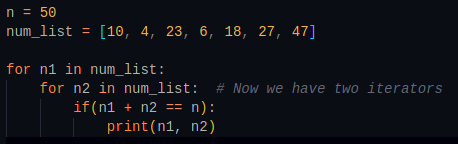 n = 50
num_list = [10, 4, 23, 6, 18, 27, 47]
for n1 in num_list:
for n2 in num_list:  # Now we have two iterators
if(n1 + n2 == n):
print(n1, n2)